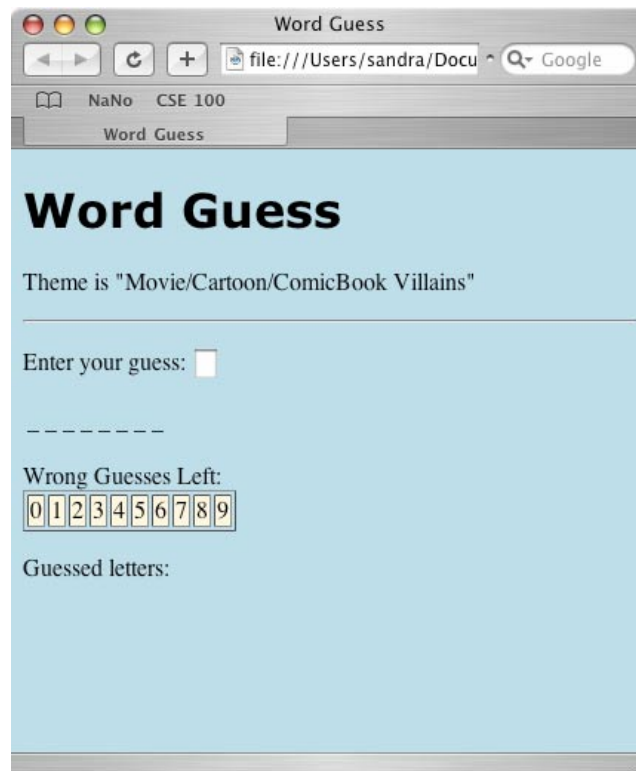 Word Guess
file:///Users/sandra/Docu Google
NaNo CSE 100
Word Guess
Word Guess
Theme is "Movie/Cartoon/ComicBook Villains"
Enter your guess:
_ _ _ _ _ _ _ _
Wrong Guesses Left:
0 1 2 3 4 5 6 7 8 9
Guessed letters: